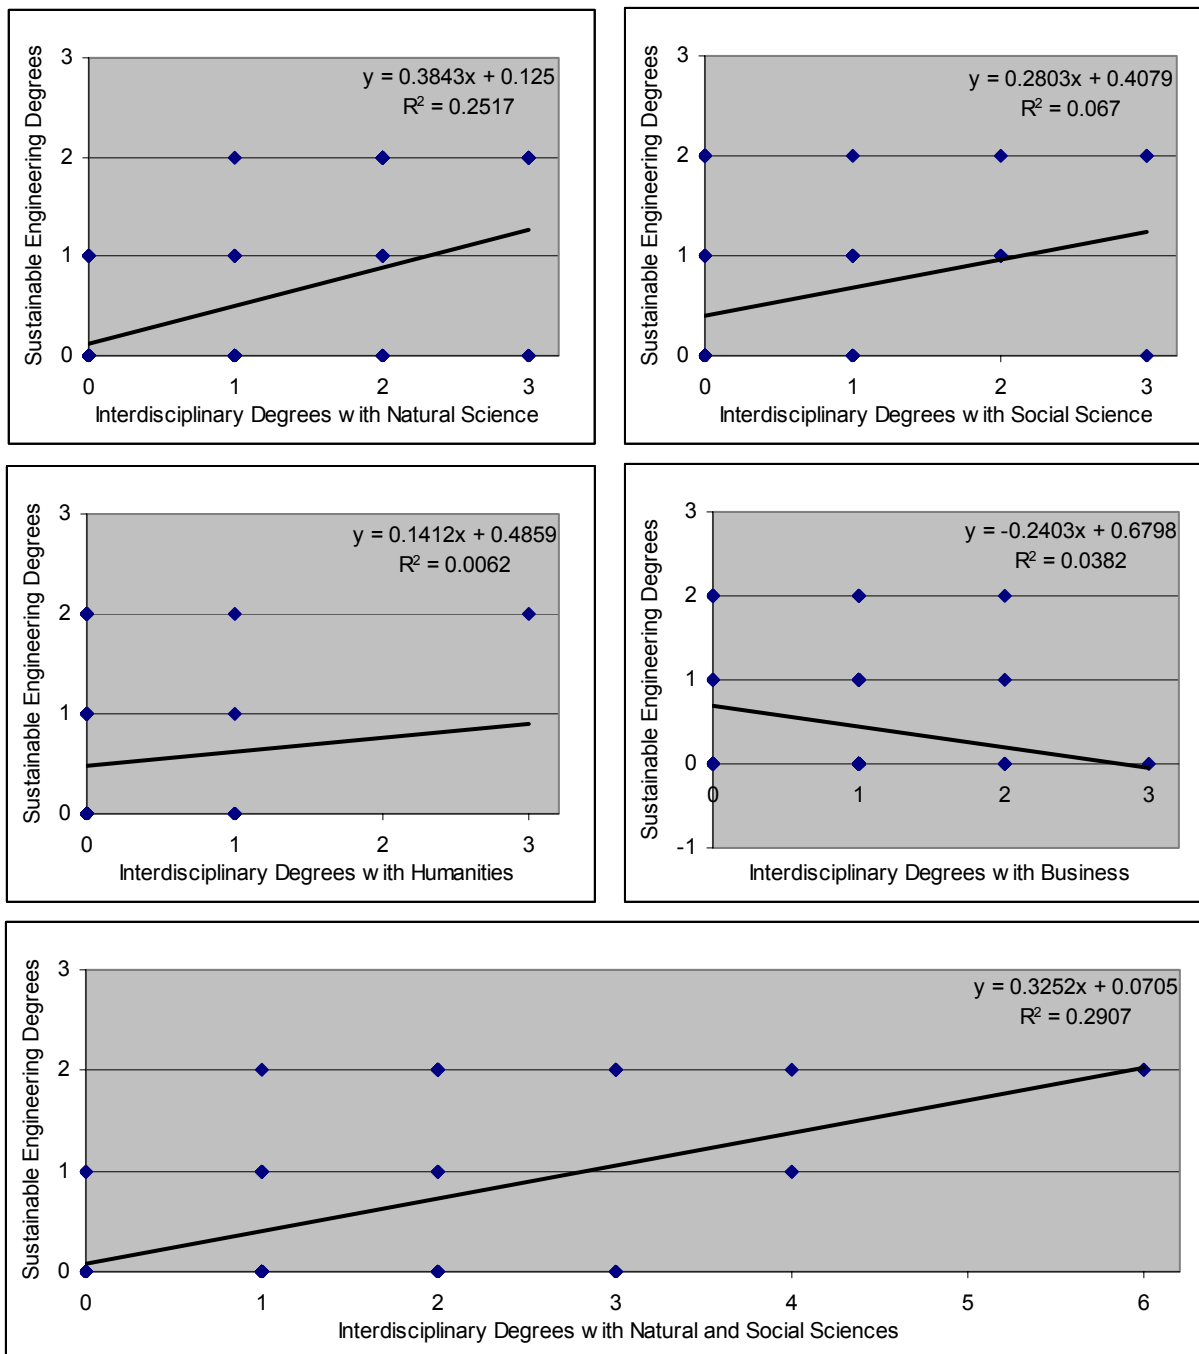 Sustainable Engineering Degrees
3
2
1
0
y = 0.3843x + 0.125
R² = 0.2517
0 1 2 3
Interdisciplinary Degrees with Natural Science
Sustainable Engineering Degrees
3
2
1
0
y = 0.2803x + 0.4079
R² = 0.067
0 1 2 3
Interdisciplinary Degrees with Social Science
Sustainable Engineering Degrees
3
2
1
0
y = 0.1412x + 0.4859
R² = 0.0062
0 1 2 3
Interdisciplinary Degrees with Humanities
Sustainable Engineering Degrees
3
2
1
0
-1
y = -0.2403x + 0.6798
R² = 0.0382
0 1 2 3
Interdisciplinary Degrees with Business
Sustainable Engineering Degrees
3
2
1
0
y = 0.3252x + 0.0705
R² = 0.2907
0 1 2 3 4 5 6
Interdisciplinary Degrees with Natural and Social Sciences